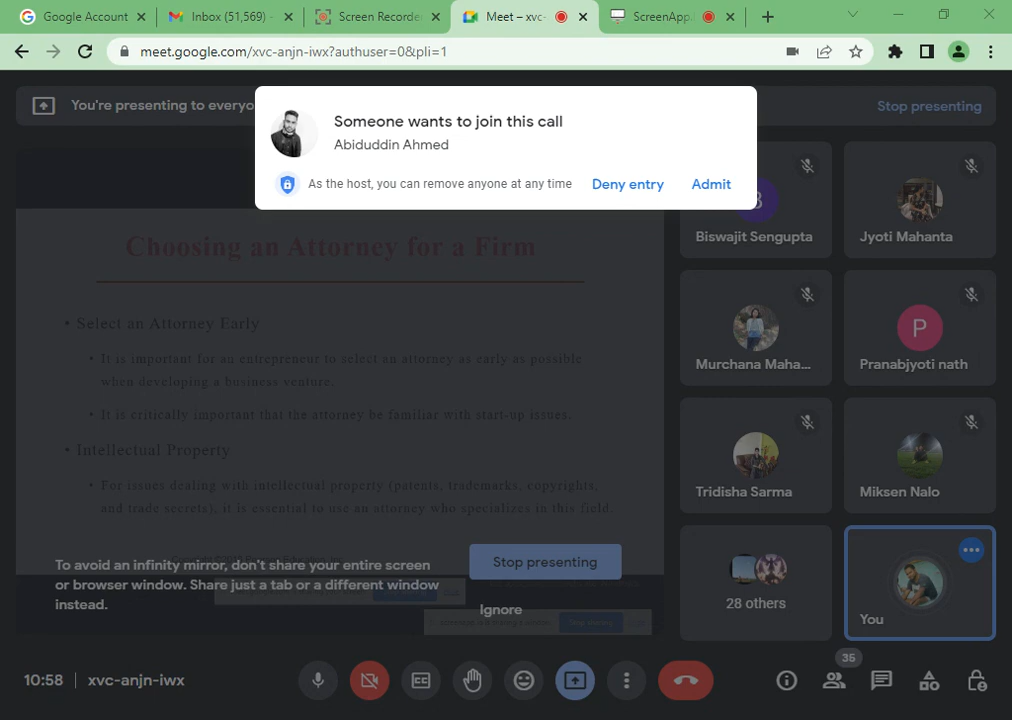 Google Account
Inbox (51,569) -
Screen Recorde
Meet – xvc-
ScreenApp.
meet.google.com/xvc-anjn-iwx?authuser=0&pli=1
You're presenting to everyo
Stop presenting
Someone wants to join this call
Abiduddin Ahmed
As the host, you can remove anyone at any time
Deny entry
Admit
Choosing an Attorney for a Firm
• Select an Attorney Early
• It is important for an entrepreneur to select an attorney as early as possible
when developing a business venture.
• It is critically important that the attorney be familiar with start-up issues.
• Intellectual Property
• For issues dealing with intellectual property (patents, trademarks, copyrights,
and trade secrets), it is essential to use an attorney who specializes in this field.
To avoid an infinity mirror, don't share your entire screen
or browser window. Share just a tab or a different window
instead.
Stop presenting
Ignore
Biswajit Sengupta
Jyoti Mahanta
Murchana Maha...
P
Pranabjyoti nath
Tridisha Sarma
Miksen Nalo
28 others
You
10:58 | xvc-anjn-iwx
35